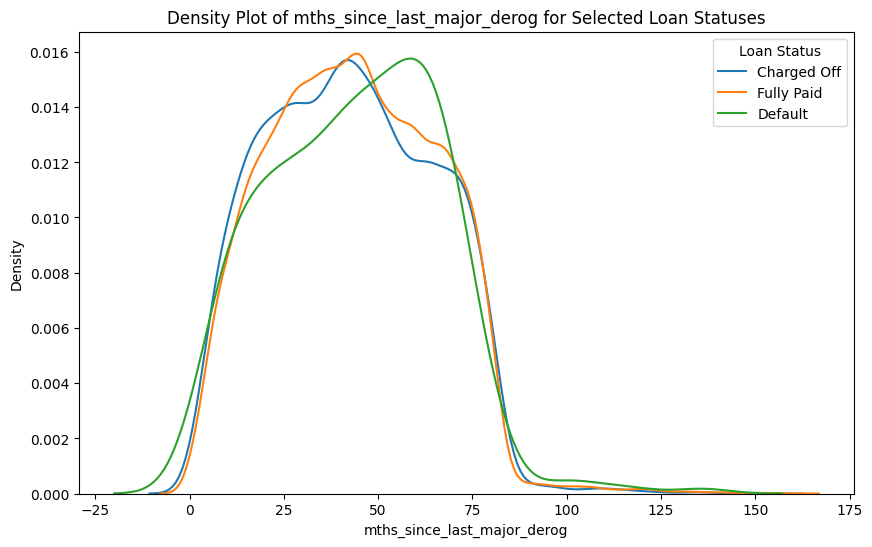 Density Plot of mths_since_last_major_derog for Selected Loan Statuses
Loan Status
Charged Off
Fully Paid
Default
Density
0.016
0.014
0.012
0.010
0.008
0.006
0.004
0.002
0.000
−25
0
25
50
75
100
125
150
175
mths_since_last_major_derog